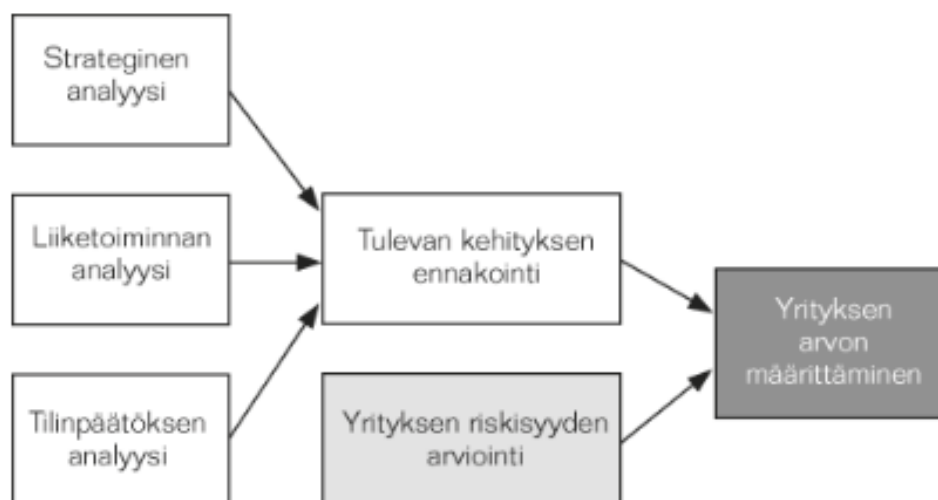 Strateginen
analyysi
Liiketoiminnan
analyysi
Tilinpäätöksen
analyysi
Tulevan kehityksen
ennakointi
Yrityksen riskisyyden
arviointi
Yrityksen
arvon
määrittäminen